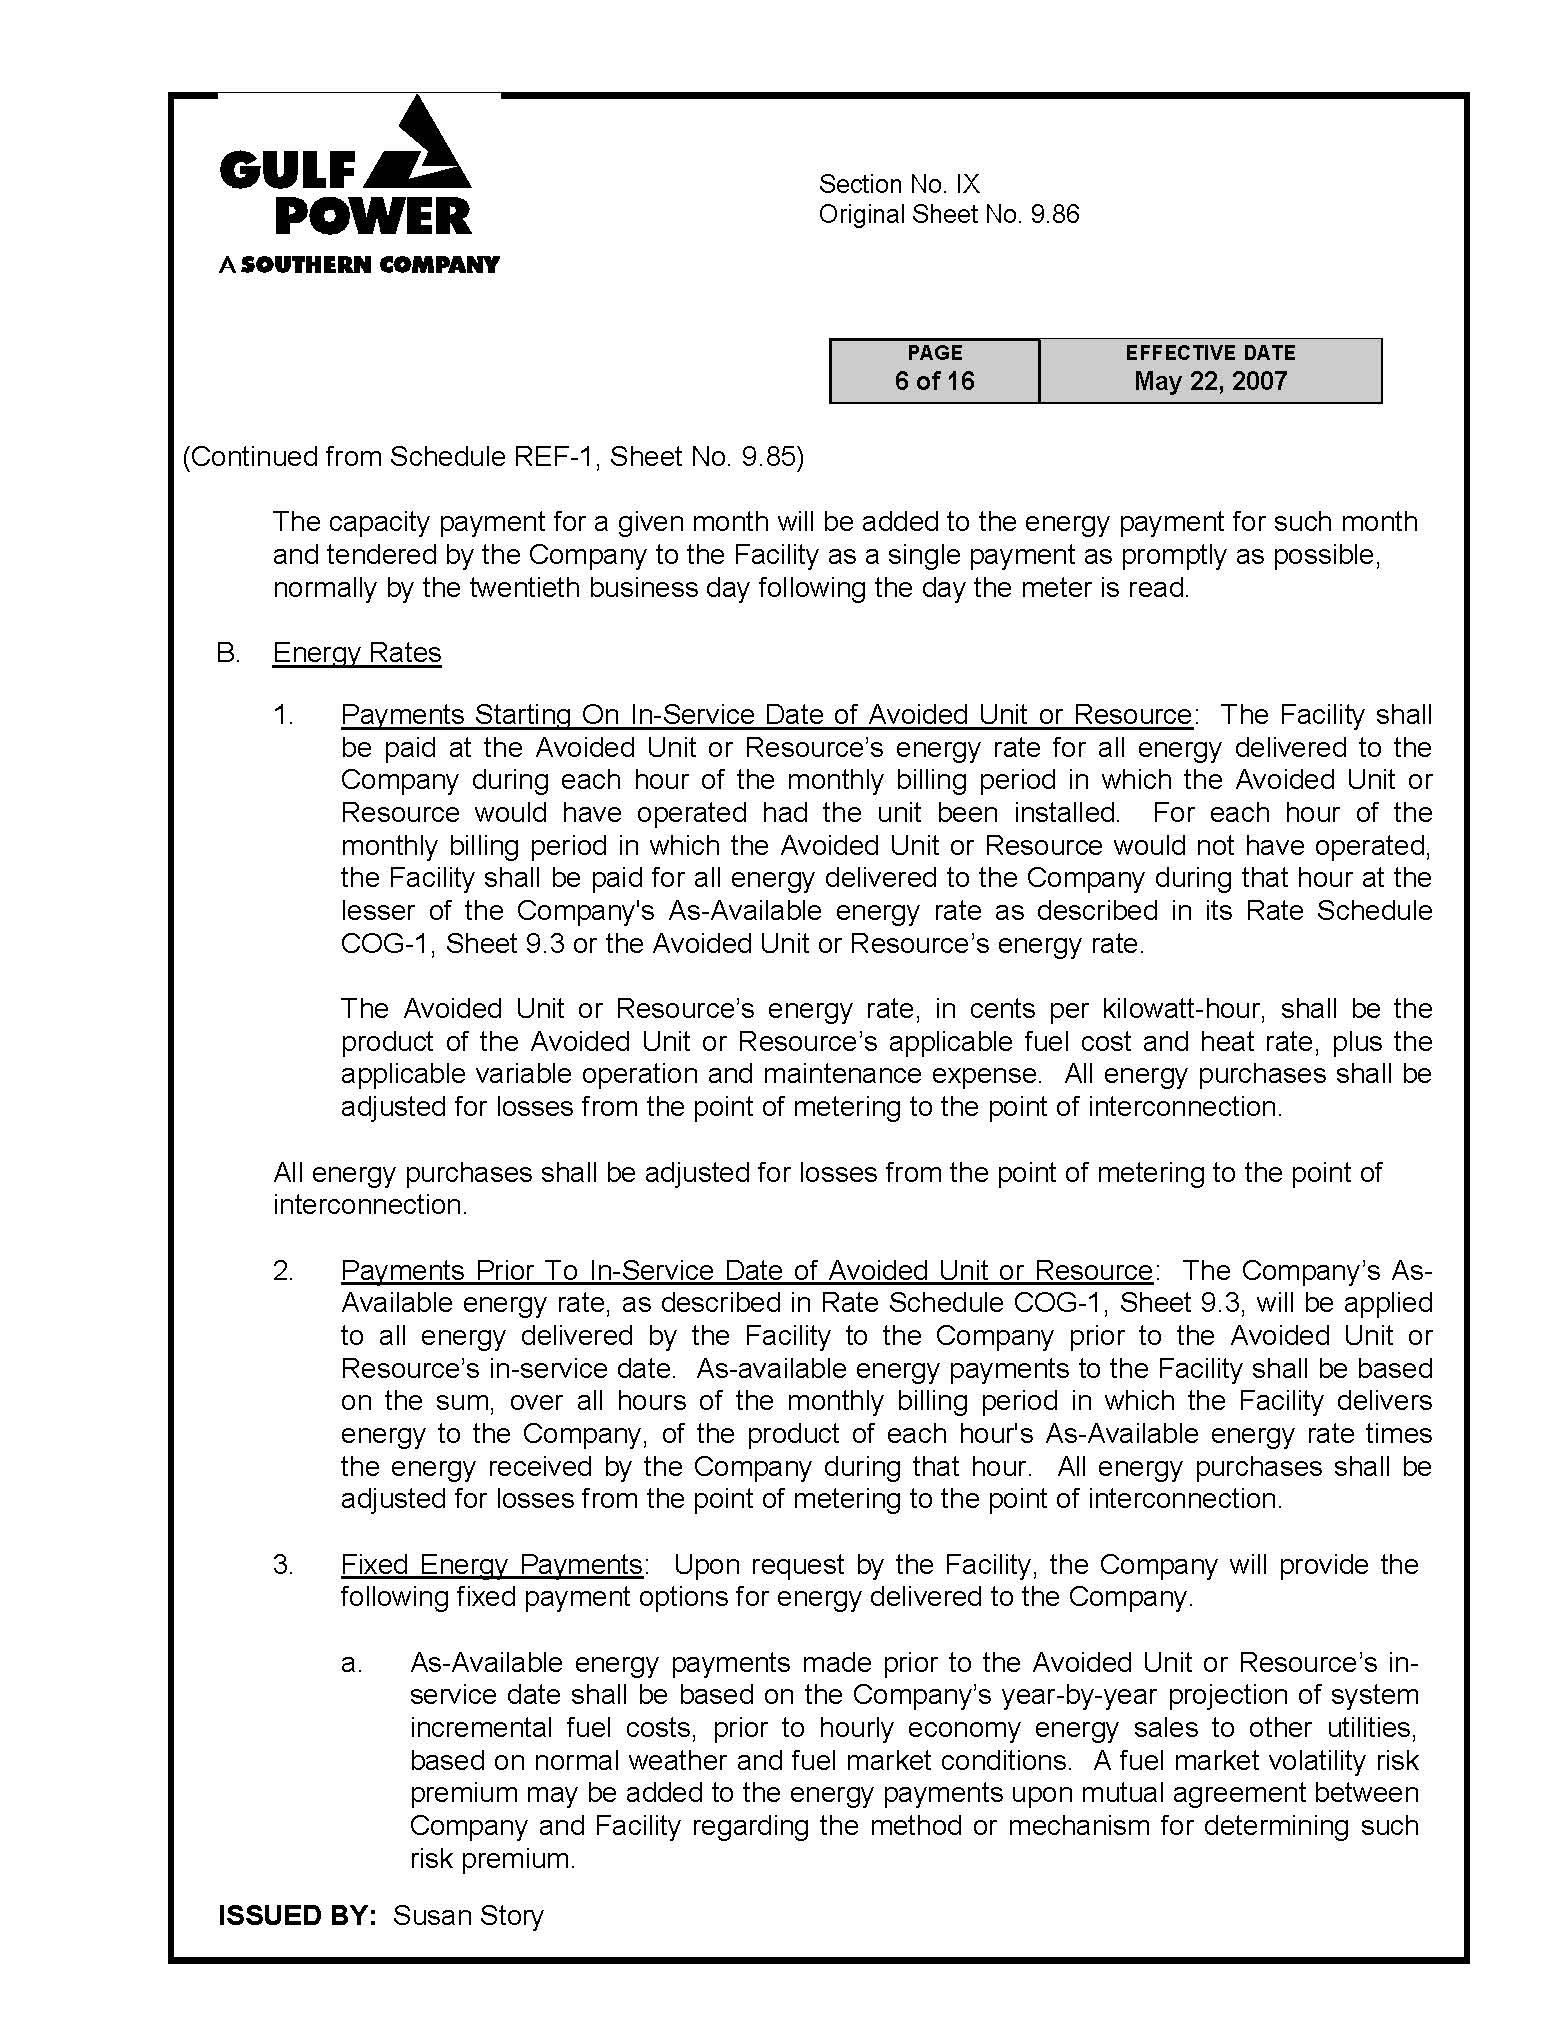 GULF
POWER
A SOUTHERN COMPANY
Section No. IX
Original Sheet No. 9.86
PAGE
6 of 16
EFFECTIVE DATE
May 22, 2007
(Continued from Schedule REF-1, Sheet No. 9.85)
The capacity payment for a given month will be added to the energy payment for such month
and tendered by the Company to the Facility as a single payment as promptly as possible,
normally by the twentieth business day following the day the meter is read.
B. Energy Rates
1. Payments Starting On In-Service Date of Avoided Unit or Resource: The Facility shall
be paid at the Avoided Unit or Resource’s energy rate for all energy delivered to the
Company during each hour of the monthly billing period in which the Avoided Unit or
Resource would have operated had the unit been installed. For each hour of the
monthly billing period in which the Avoided Unit or Resource would not have operated,
the Facility shall be paid for all energy delivered to the Company during that hour at the
lesser of the Company's As-Available energy rate as described in its Rate Schedule
COG-1, Sheet 9.3 or the Avoided Unit or Resource’s energy rate.
The Avoided Unit or Resource’s energy rate, in cents per kilowatt-hour, shall be the
product of the Avoided Unit or Resource’s applicable fuel cost and heat rate, plus the
applicable variable operation and maintenance expense. All energy purchases shall be
adjusted for losses from the point of metering to the point of interconnection.
All energy purchases shall be adjusted for losses from the point of metering to the point of
interconnection.
2. Payments Prior To In-Service Date of Avoided Unit or Resource: The Company’s As-
Available energy rate, as described in Rate Schedule COG-1, Sheet 9.3, will be applied
to all energy delivered by the Facility to the Company prior to the Avoided Unit or
Resource’s in-service date. As-available energy payments to the Facility shall be based
on the sum, over all hours of the monthly billing period in which the Facility delivers
energy to the Company, of the product of each hour's As-Available energy rate times
the energy received by the Company during that hour. All energy purchases shall be
adjusted for losses from the point of metering to the point of interconnection.
3. Fixed Energy Payments: Upon request by the Facility, the Company will provide the
following fixed payment options for energy delivered to the Company.
a. As-Available energy payments made prior to the Avoided Unit or Resource’s in-
service date shall be based on the Company’s year-by-year projection of system
incremental fuel costs, prior to hourly economy energy sales to other utilities,
based on normal weather and fuel market conditions. A fuel market volatility risk
premium may be added to the energy payments upon mutual agreement between
Company and Facility regarding the method or mechanism for determining such
risk premium.
ISSUED BY: Susan Story